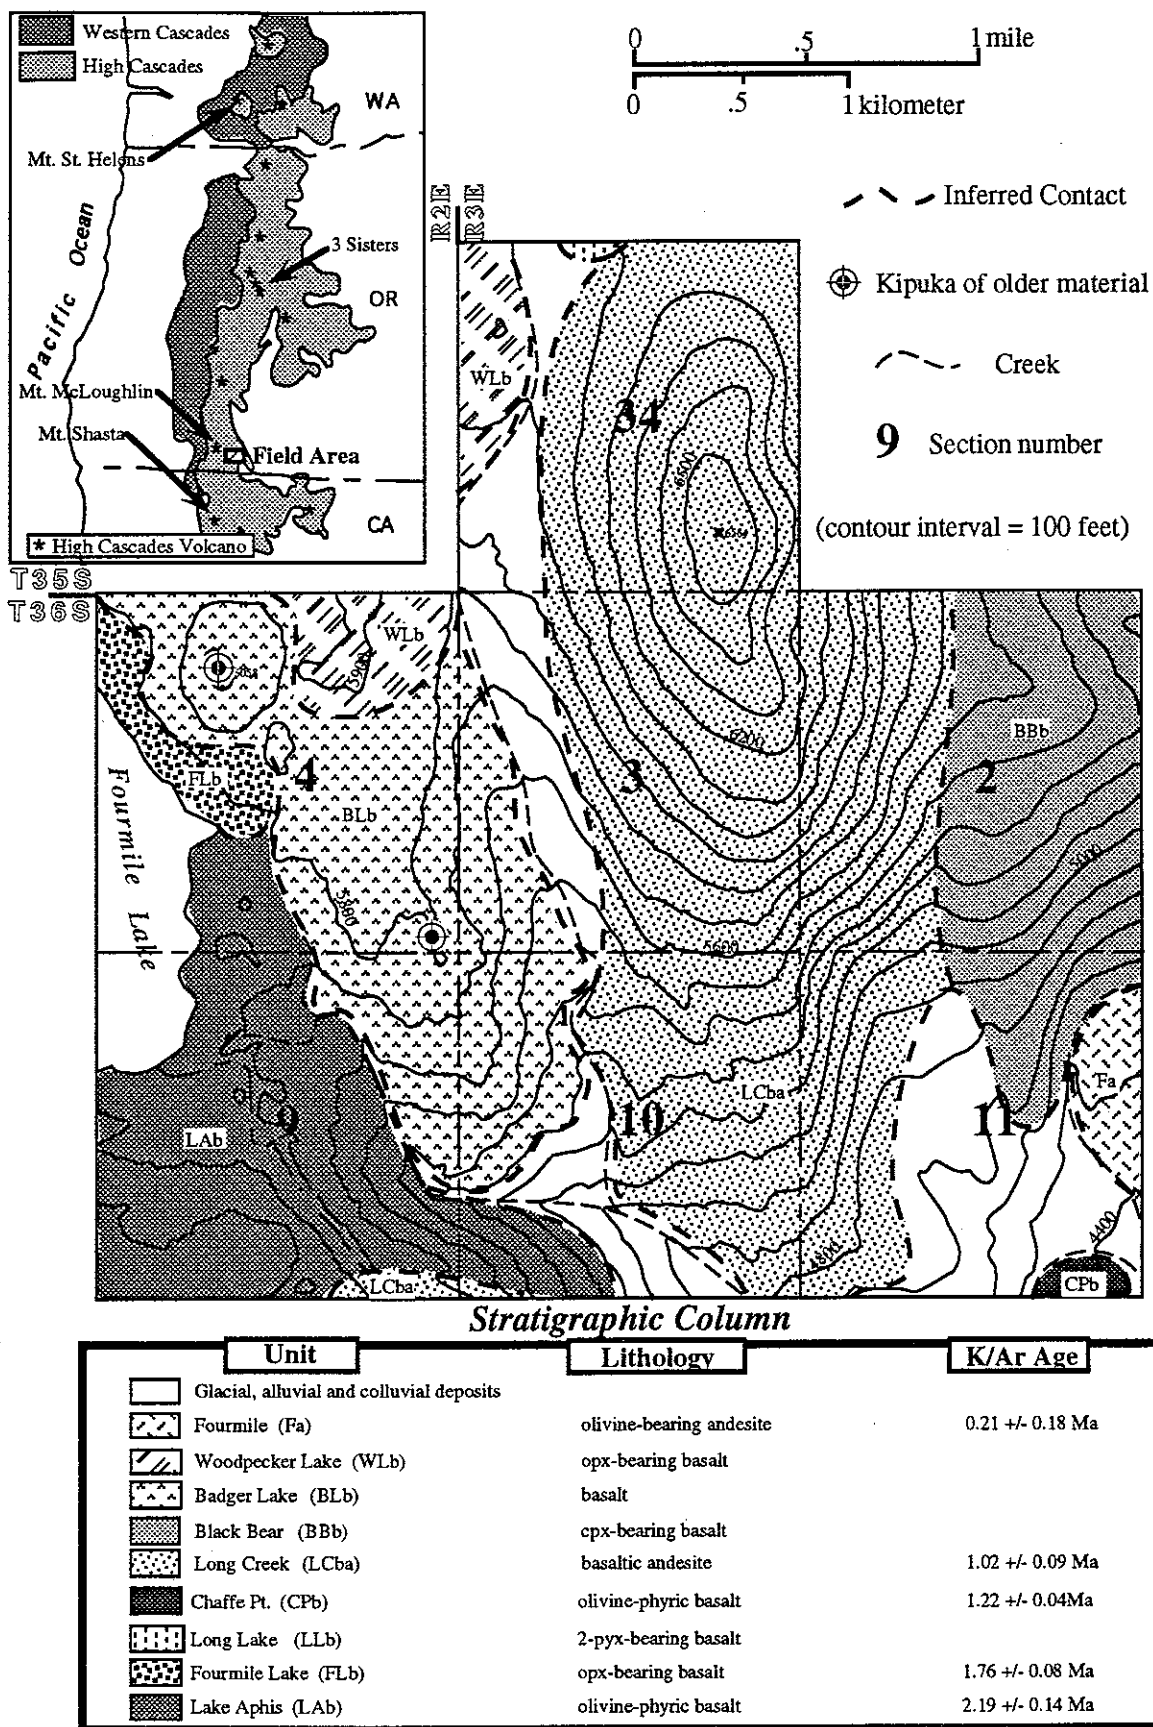 Western Cascades
High Cascades
WA
Mt. St. Helens
Pacific Ocean
3 Sisters
OR
Mt. McLoughlin
Mt. Shasta
Field Area
CA
* High Cascades Volcano
0 .5 1 mile
0 .5 1 kilometer
Inferred Contact
Kipuka of older material
Creek
9 Section number
(contour interval = 100 feet)
R2E
R3E
T35S
T36S
WLb
34
6600
WLb
5900
6200
BBb
FLb
4
3
2
BLb
5800
5600
Fourmile Lake
LCba
Fa
9
10
11
LAb
4800
4400
LCba
CPb
Stratigraphic Column
Unit Lithology K/Ar Age
Glacial, alluvial and colluvial deposits
Fourmile (Fa) olivine-bearing andesite 0.21 +/- 0.18 Ma
Woodpecker Lake (WLb) opx-bearing basalt
Badger Lake (BLb) basalt
Black Bear (BBb) cpx-bearing basalt
Long Creek (LCba) basaltic andesite 1.02 +/- 0.09 Ma
Chaffe Pt. (CPb) olivine-phyric basalt 1.22 +/- 0.04Ma
Long Lake (LLb) 2-pyx-bearing basalt
Fourmile Lake (FLb) opx-bearing basalt 1.76 +/- 0.08 Ma
Lake Aphis (LAb) olivine-phyric basalt 2.19 +/- 0.14 Ma